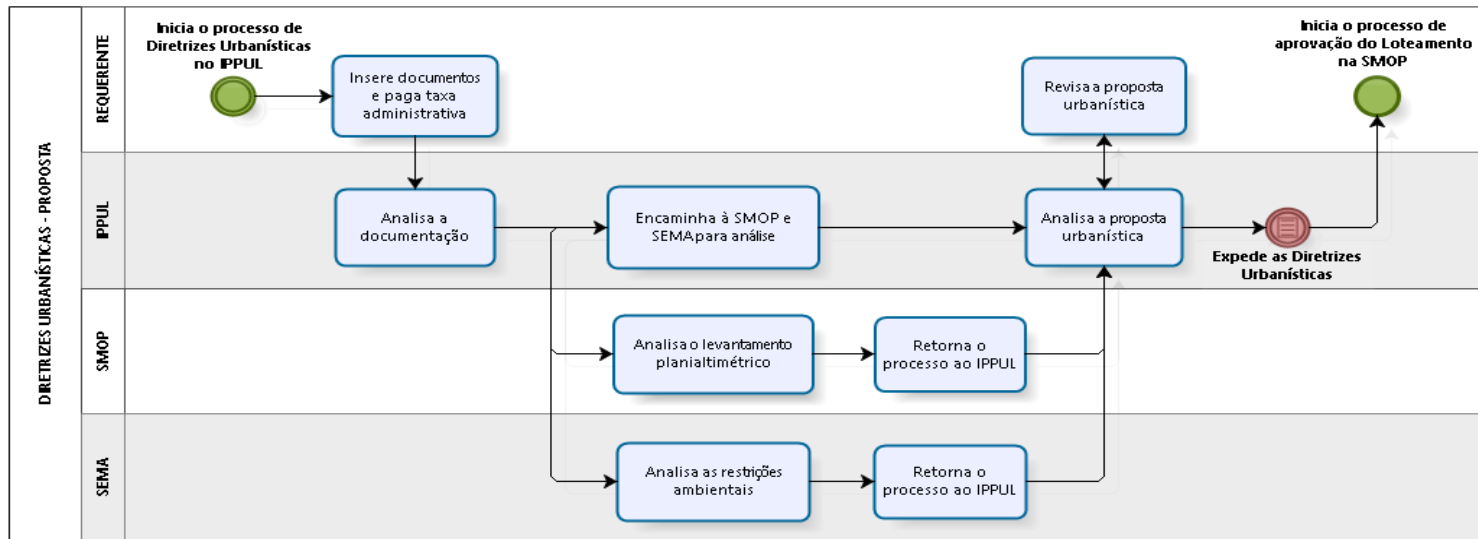 DIRETRIZES URBANÍSTICAS - PROPOSTA
REQUERENTE
Inicia o processo de
Diretrizes Urbanísticas
no IPPUL
Insere documentos
e paga taxa
administrativa
Revisa a proposta
urbanística
Inicia o processo de
aprovação do Loteamento
na SMOP
IPPUL
Analisa a
documentação
Encaminha à SMOP e
SEMA para análise
Analisa a proposta
urbanística
Expede as Diretrizes
Urbanísticas
SMOP
Analisa o levantamento
planialtimétrico
Retorna o
processo ao IPPUL
SEMA
Analisa as restrições
ambientais
Retorna o
processo ao IPPUL